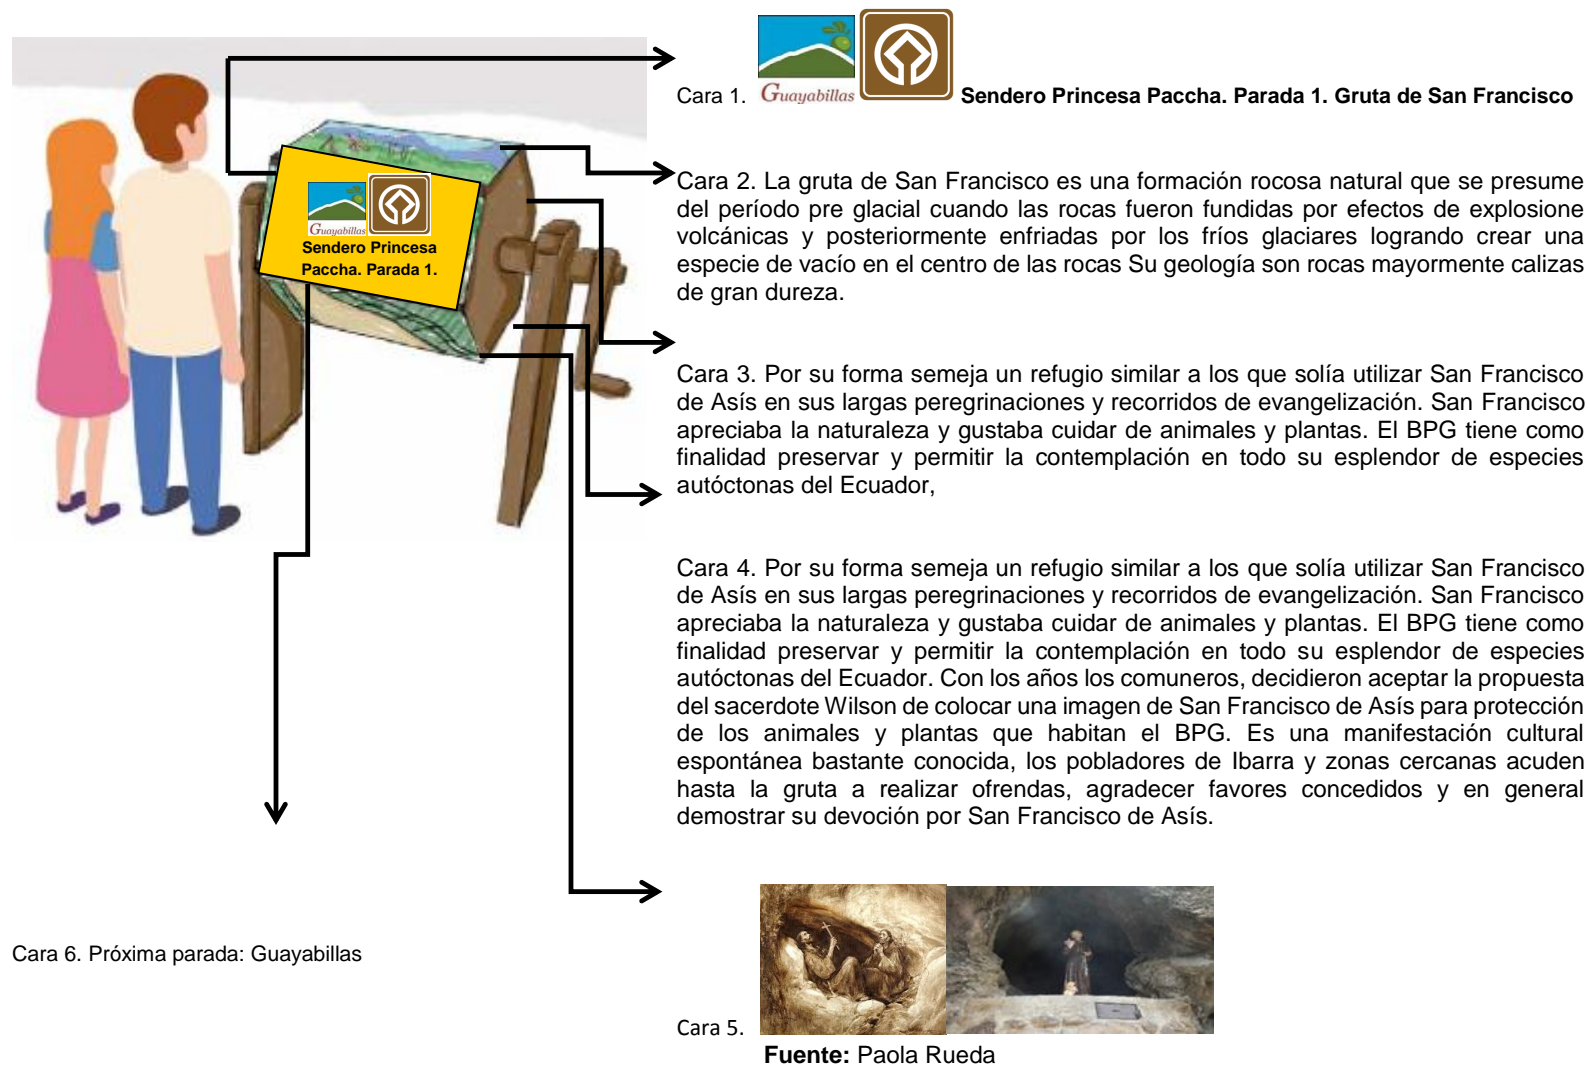 Guayabillas
Cara 1.
Sendero Princesa Paccha. Parada 1. Gruta de San Francisco
Guayabillas
Sendero Princesa
Paccha. Parada 1.
Cara 2. La gruta de San Francisco es una formación rocosa natural que se presume
del período pre glacial cuando las rocas fueron fundidas por efectos de explosione
volcánicas y posteriormente enfriadas por los fríos glaciares logrando crear una
especie de vacío en el centro de las rocas Su geología son rocas mayormente calizas
de gran dureza.
Cara 3. Por su forma semeja un refugio similar a los que solía utilizar San Francisco
de Asís en sus largas peregrinaciones y recorridos de evangelización. San Francisco
apreciaba la naturaleza y gustaba cuidar de animales y plantas. El BPG tiene como
finalidad preservar y permitir la contemplación en todo su esplendor de especies
autóctonas del Ecuador,
Cara 4. Por su forma semeja un refugio similar a los que solía utilizar San Francisco
de Asís en sus largas peregrinaciones y recorridos de evangelización. San Francisco
apreciaba la naturaleza y gustaba cuidar de animales y plantas. El BPG tiene como
finalidad preservar y permitir la contemplación en todo su esplendor de especies
autóctonas del Ecuador. Con los años los comuneros, decidieron aceptar la propuesta
del sacerdote Wilson de colocar una imagen de San Francisco de Asís para protección
de los animales y plantas que habitan el BPG. Es una manifestación cultural
espontánea bastante conocida, los pobladores de Ibarra y zonas cercanas acuden
hasta la gruta a realizar ofrendas, agradecer favores concedidos y en general
demostrar su devoción por San Francisco de Asís.
Cara 6. Próxima parada: Guayabillas
Cara 5.
Fuente: Paola Rueda